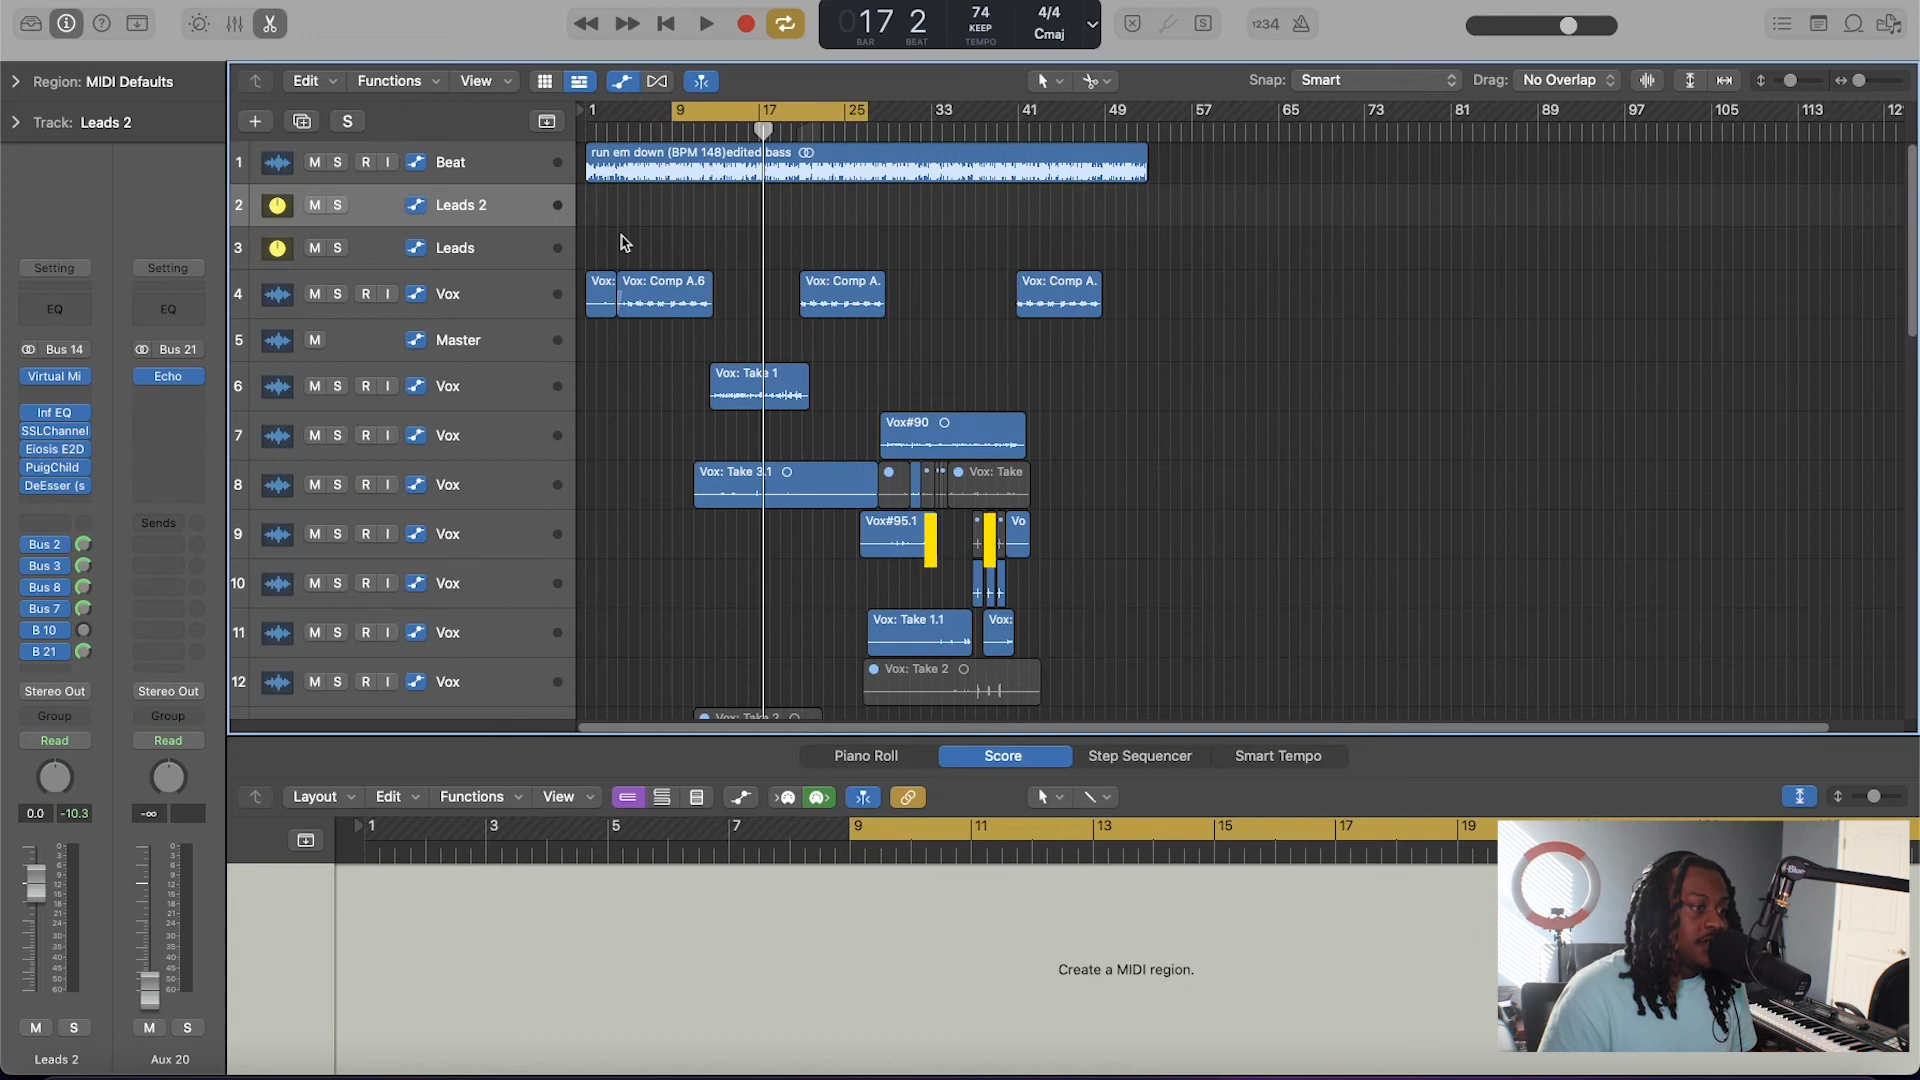 17 2
BAR BEAT
74
KEEP
TEMPO
4/4
Cmaj
1234
Region: MIDI Defaults
Track: Leads 2
Edit
Functions
View
Snap: Smart
Drag: No Overlap
S
1 9 17 25 33 41 49 57 65 73 81 89 97 105 113 12
1 M S R I Beat
run em down (BPM 148)edited bass
2 M S Leads 2
3 M S Leads
4 M S R I Vox
Vox: Vox: Comp A.6 Vox: Comp A. Vox: Comp A.
5 M Master
6 M S R I Vox
Vox: Take 1
7 M S R I Vox
Vox#90
8 M S R I Vox
Vox: Take 3.1 Vox: Take
9 M S R I Vox
Vox#95.1 Vo
10 M S R I Vox
11 M S R I Vox
Vox: Take 1.1 Vox:
12 M S R I Vox
Vox: Take 2
Vox: Take 2
Setting Setting
EQ EQ
Bus 14 Bus 21
Virtual Mi Echo
Inf EQ
SSLChannel
Eiosis E2D
PuigChild
DeEsser (s
Sends
Bus 2
Bus 3
Bus 8
Bus 7
B 10
B 21
Stereo Out Stereo Out
Group Group
Read Read
0.0 -10.3 -∞
M S M S
Leads 2 Aux 20
Piano Roll Score Step Sequencer Smart Tempo
Layout Edit Functions View
1 3 5 7 9 11 13 15 17 19
Create a MIDI region.
Blue